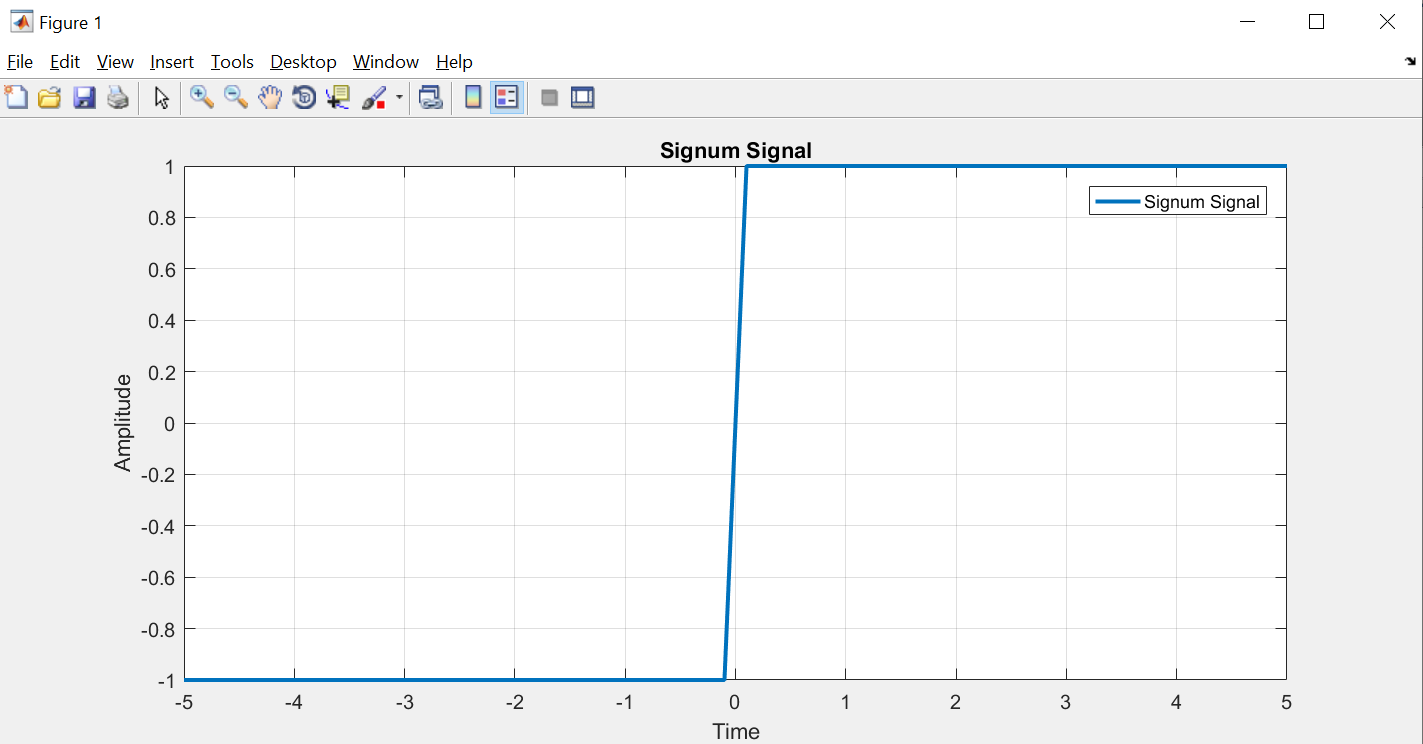 Figure 1
File Edit View Insert Tools Desktop Window Help
Signum Signal
Signum Signal
1
0.8
0.6
0.4
0.2
0
-0.2
-0.4
-0.6
-0.8
-1
Amplitude
-5 -4 -3 -2 -1 0 1 2 3 4 5
Time